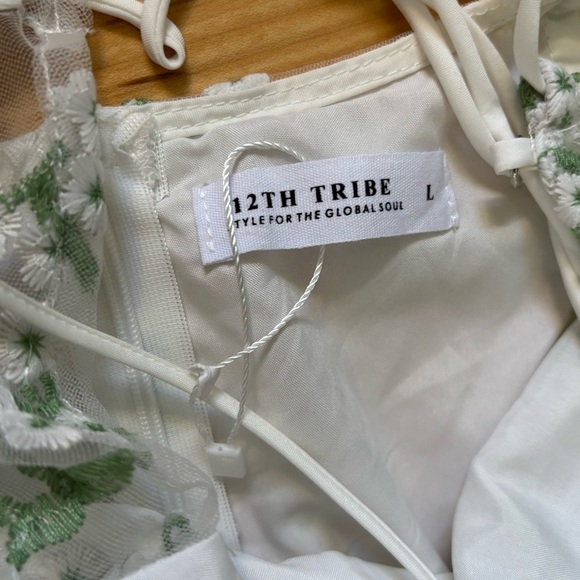 12TH TRIBE L
TYLE FOR THE GLOBAL SOUL